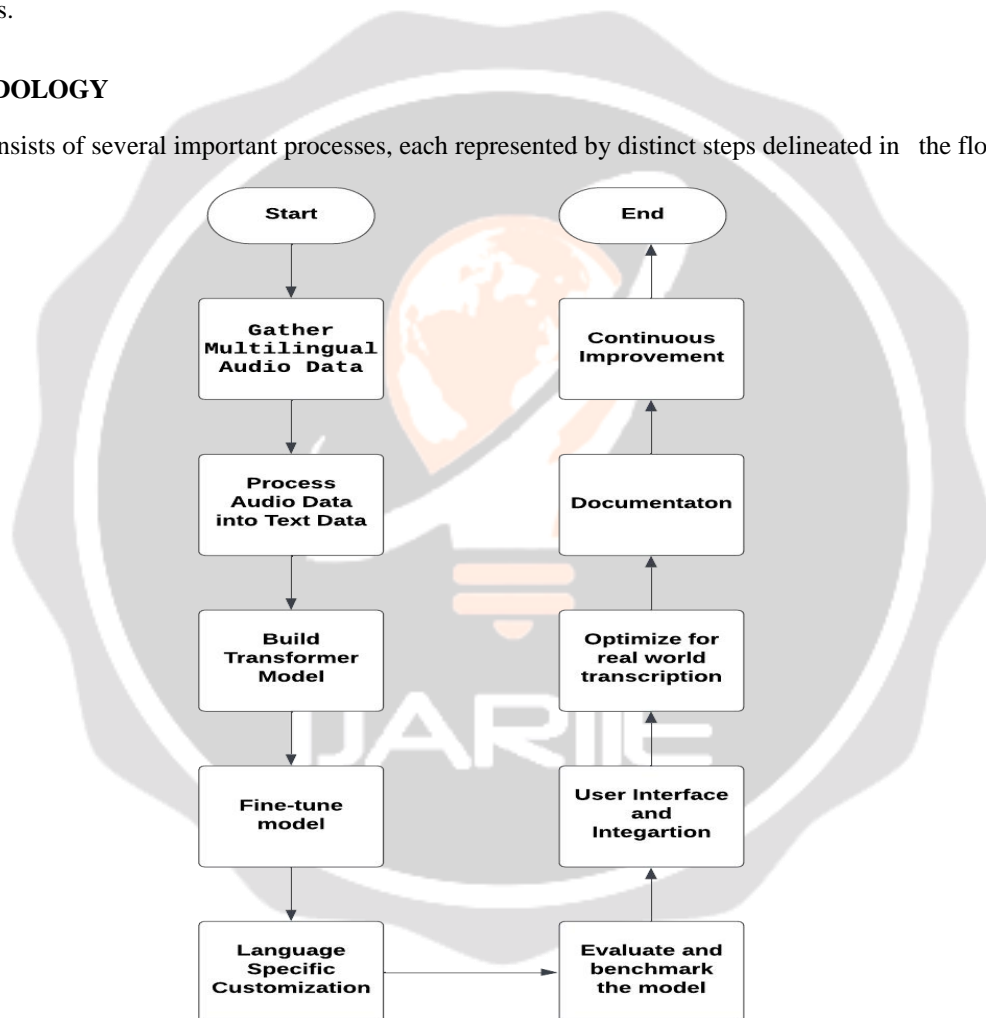 s.
DOLOGY
nsists of several important processes, each represented by distinct steps delineated in the flo
Start
Gather
Multilingual
Audio Data
Process
Audio Data
into Text Data
Build
Transformer
Model
Fine-tune
model
Language
Specific
Customization
Evaluate and
benchmark
the model
User Interface
and
Integartion
Optimize for
real world
transcription
Documentaton
Continuous
Improvement
End
IJARIIE